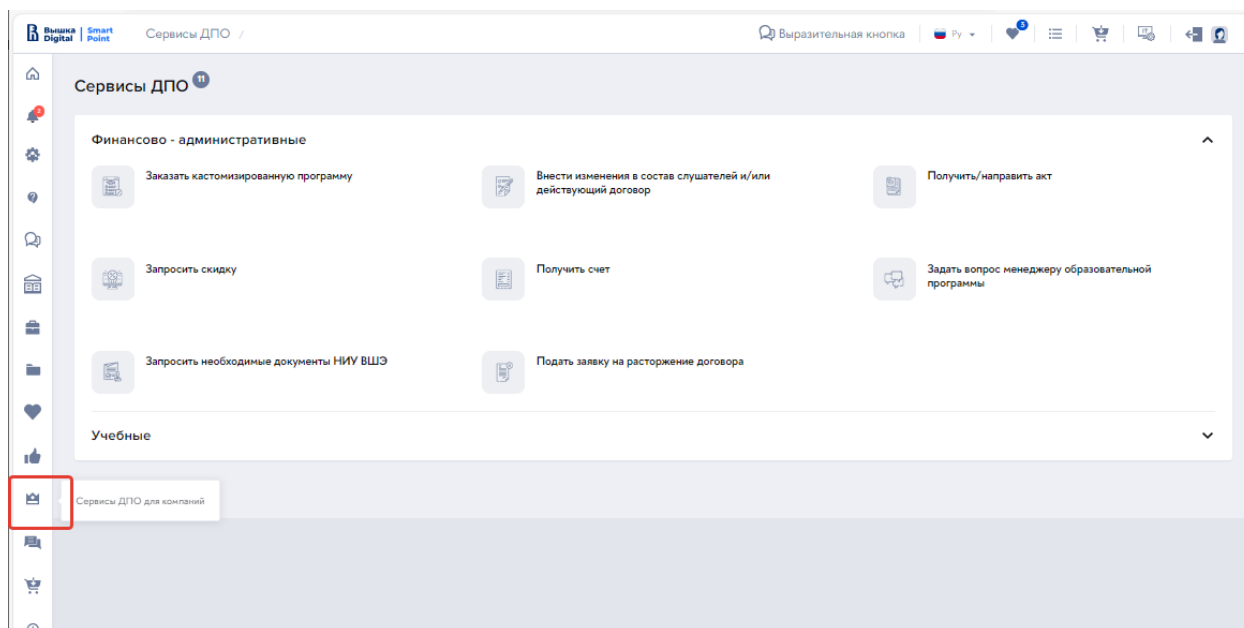 Вышка Digital | Smart Point
Сервисы ДПО /
Выразительная кнопка
Ру
3
Сервисы ДПО 11
2
Финансово - административные
Заказать кастомизированную программу
Внести изменения в состав слушателей и/или
действующий договор
Получить/направить акт
Запросить скидку
Получить счет
Задать вопрос менеджеру образовательной
программы
Запросить необходимые документы НИУ ВШЭ
Подать заявку на расторжение договора
Учебные
Сервисы ДПО для компаний